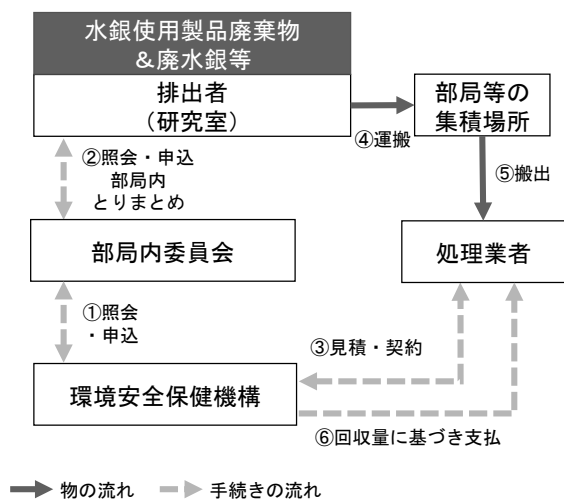 水銀使用製品廃棄物
＆廃水銀等
排出者
（研究室）
部局等の
集積場所
④運搬
②照会・申込
部局内
とりまとめ
⑤搬出
部局内委員会
処理業者
①照会
・申込
③見積・契約
環境安全保健機構
⑥回収量に基づき支払
物の流れ
手続きの流れ